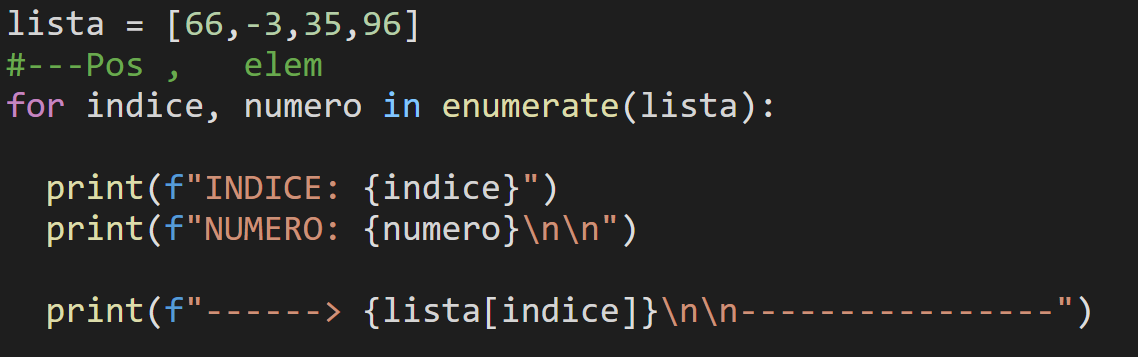 lista = [66,-3,35,96]
#---Pos ,   elem
for indice, numero in enumerate(lista):
  print(f"INDICE: {indice}")
  print(f"NUMERO: {numero}\n\n")
  print(f"------> {lista[indice]}\n\n----------------")